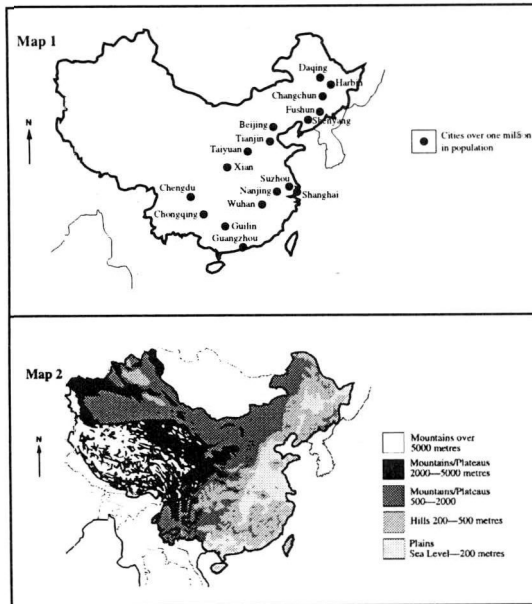 Map 1
Daqing
Harbin
Changchun
Fushun
Shenyang
Beijing
Tianjin
Taiyuan
Xian
Suzhou
Chengdu
Nanjing
Shanghai
Wuhan
Chongqing
Guilin
Guangzhou
N
Cities over one million
in population
Map 2
N
Mountains over
5000 metres
Mountains/Plateaus
2000—5000 metres
Mountains/Plateaus
500—2000
Hills 200—500 metres
Plains
Sea Level—200 metres